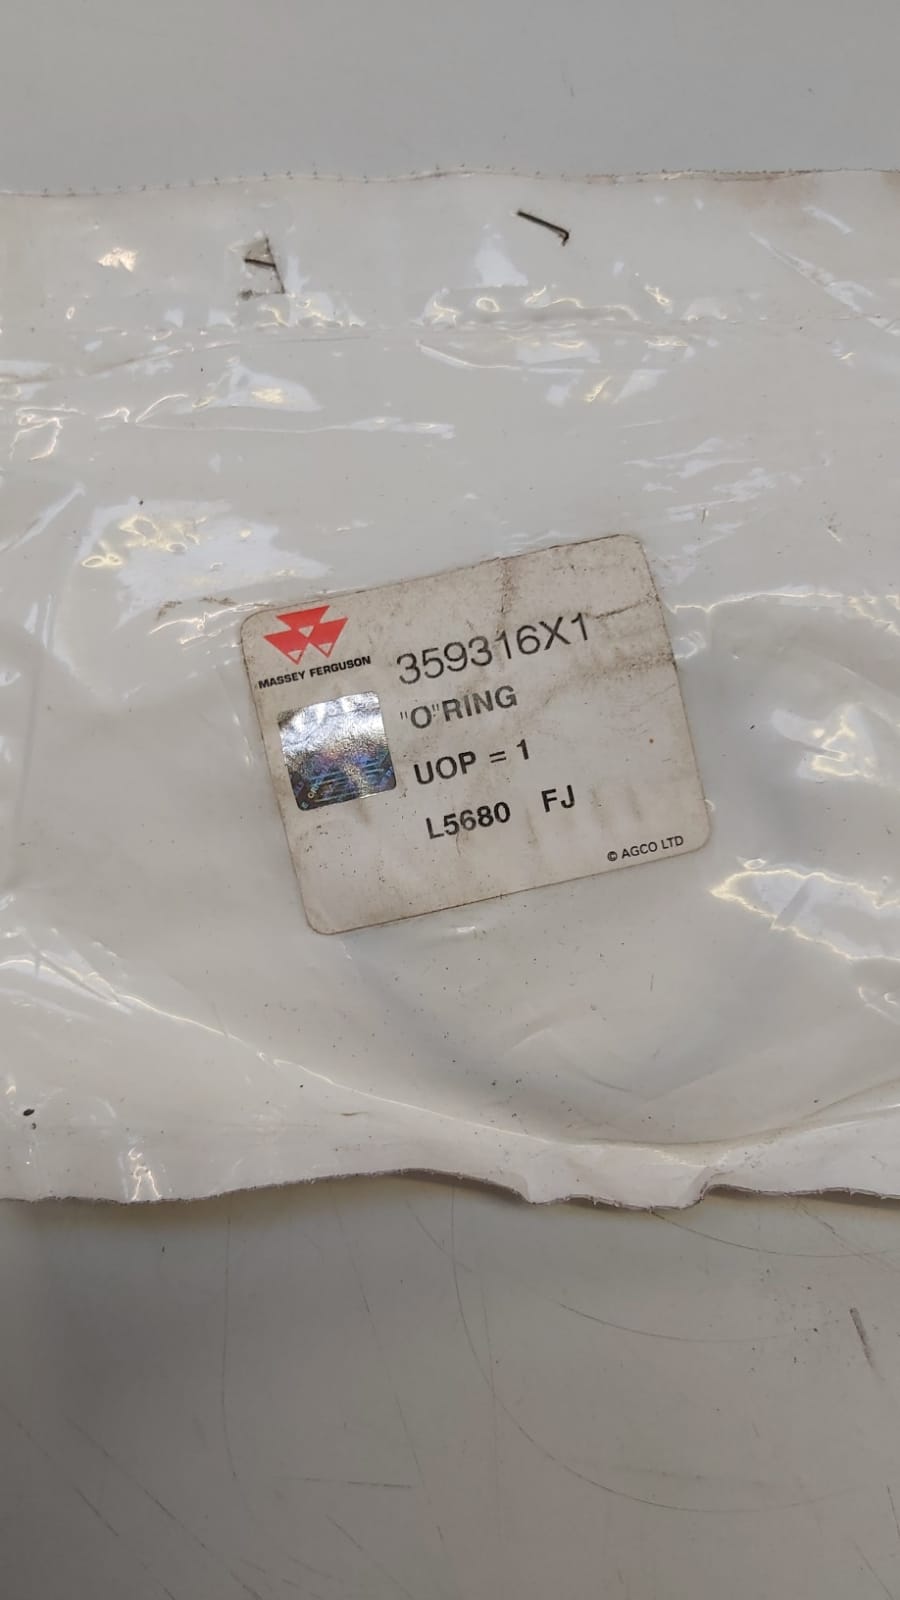 MASSEY FERGUSON
359316X1
"O"RING
UOP = 1
L5680 FJ
© AGCO LTD